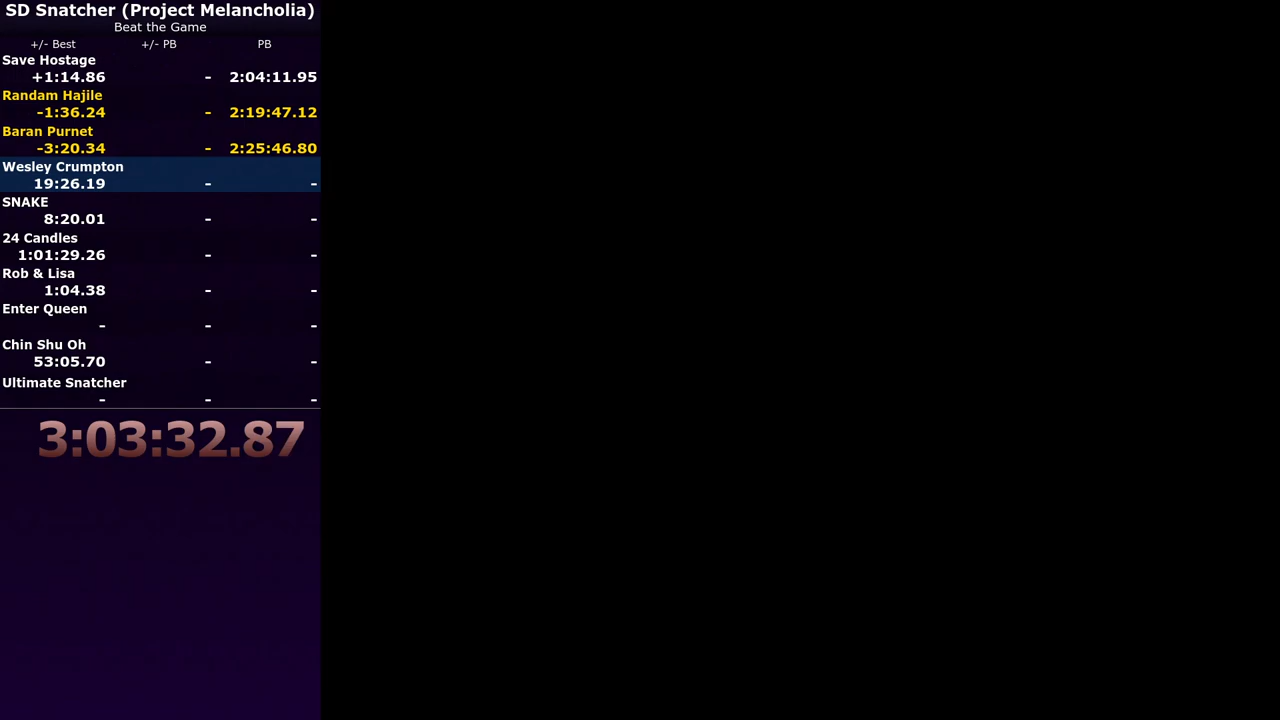 SD Snatcher (Project Melancholia)
Beat the Game
+/- Best +/- PB PB
Save Hostage
+1:14.86 - 2:04:11.95
Randam Hajile
-1:36.24 - 2:19:47.12
Baran Purnet
-3:20.34 - 2:25:46.80
Wesley Crumpton
19:26.19 - -
SNAKE
8:20.01 - -
24 Candles
1:01:29.26 - -
Rob & Lisa
1:04.38 - -
Enter Queen
- - -
Chin Shu Oh
53:05.70 - -
Ultimate Snatcher
- - -
3:03:32.87